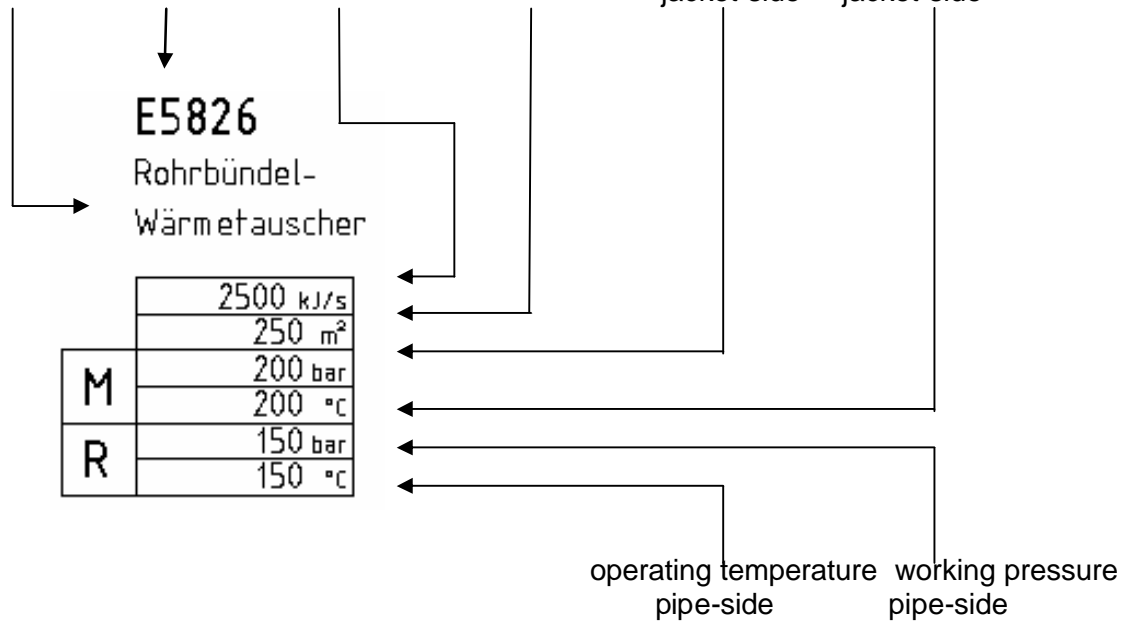 jacket-side jacket-side
E5826
Rohrbündel-
Wärmetauscher
2500 kJ/s
250 m²
M
200 bar
200 °C
R
150 bar
150 °C
operating temperature working pressure
pipe-side pipe-side